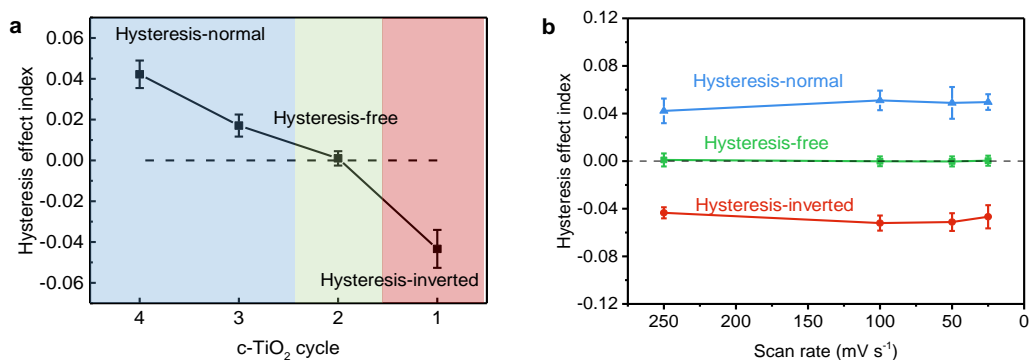 a
Hysteresis effect index
0.06
0.04
0.02
0.00
-0.02
-0.04
-0.06
Hysteresis-normal
Hysteresis-free
Hysteresis-inverted
4 3 2 1
c-TiO₂ cycle
b
Hysteresis effect index
0.12
0.08
0.04
0.00
-0.04
-0.08
-0.12
Hysteresis-normal
Hysteresis-free
Hysteresis-inverted
250 200 150 100 50 0
Scan rate (mV s⁻¹)